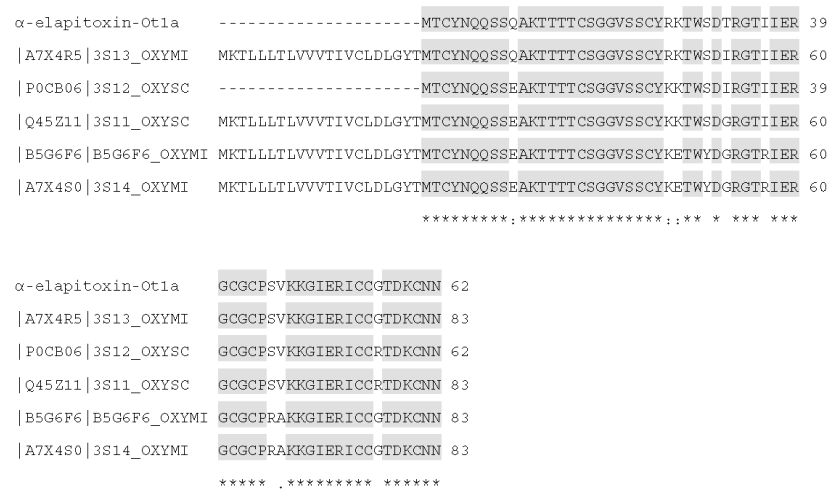 α-elapitoxin-Ot1a ---------------------MTCYNQQSSQAKTTTTCSGGVSSCYRKTWSDTRGTIIER 39
|A7X4R5|3S13_OXYMI MKTLLLTLVVVTIVCLDLGYTMTCYNQQSSQAKTTTTCSGGVSSCYRKTWSDIRGTIIER 60
|P0CB06|3S12_OXYSC ---------------------MTCYNQQSSEAKTTTTCSGGVSSCYRKTWSDIRGTIIER 39
|Q45Z11|3S11_OXYSC MKTLLLTLVVVTIVCLDLGYTMTCYNQQSSEAKTTTTCSGGVSSCYKKTWSDGRGTIIER 60
|B5G6F6|B5G6F6_OXYMI MKTLLLTLVVVTIVCLDLGYTMTCYNQQSSEAKTTTTCSGGVSSCYKETWYDGRGTRIER 60
|A7X4S0|3S14_OXYMI MKTLLLTLVVVTIVCLDLGYTMTCYNQQSSEAKTTTTCSGGVSSCYKETWYDGRGTRIER 60
*********:***************::** * *** ***
α-elapitoxin-Ot1a GCGCPSVKKGIERICCGTDKCNN 62
|A7X4R5|3S13_OXYMI GCGCPSVKKGIERICCGTDKCNN 83
|P0CB06|3S12_OXYSC GCGCPSVKKGIERICCRTDKCNN 62
|Q45Z11|3S11_OXYSC GCGCPSVKKGIERICCRTDKCNN 83
|B5G6F6|B5G6F6_OXYMI GCGCPRAKKGIERICCGTDKCNN 83
|A7X4S0|3S14_OXYMI GCGCPRAKKGIERICCGTDKCNN 83
***** .********* ******